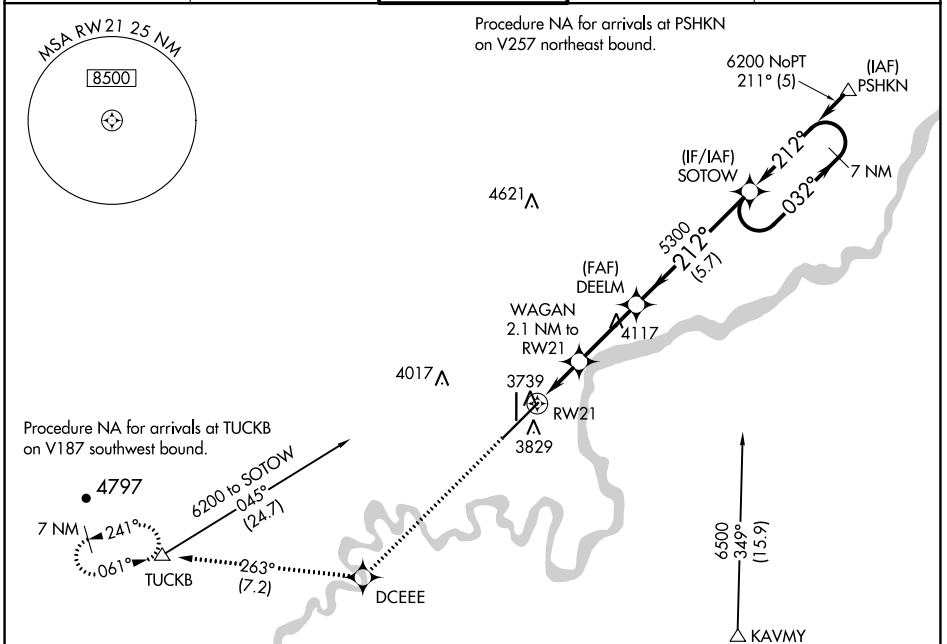 MSA RW 21 25 NM
8500
Procedure NA for arrivals at PSHKN
on V257 northeast bound.
6200 NoPT
211° (5)
(IAF)
PSHKN
212°
7 NM
032°
(IF/IAF)
SOTOW
4621
5300
212°
(5.7)
(FAF)
DEELM
WAGAN
2.1 NM to
RW21
4117
4017
3739
RW21
3829
Procedure NA for arrivals at TUCKB
on V187 southwest bound.
4797
6200 to SOTOW
045°
(24.7)
7 NM
241°
061°
TUCKB
263°
(7.2)
DCEEE
6500
349°
(15.9)
KAVMY